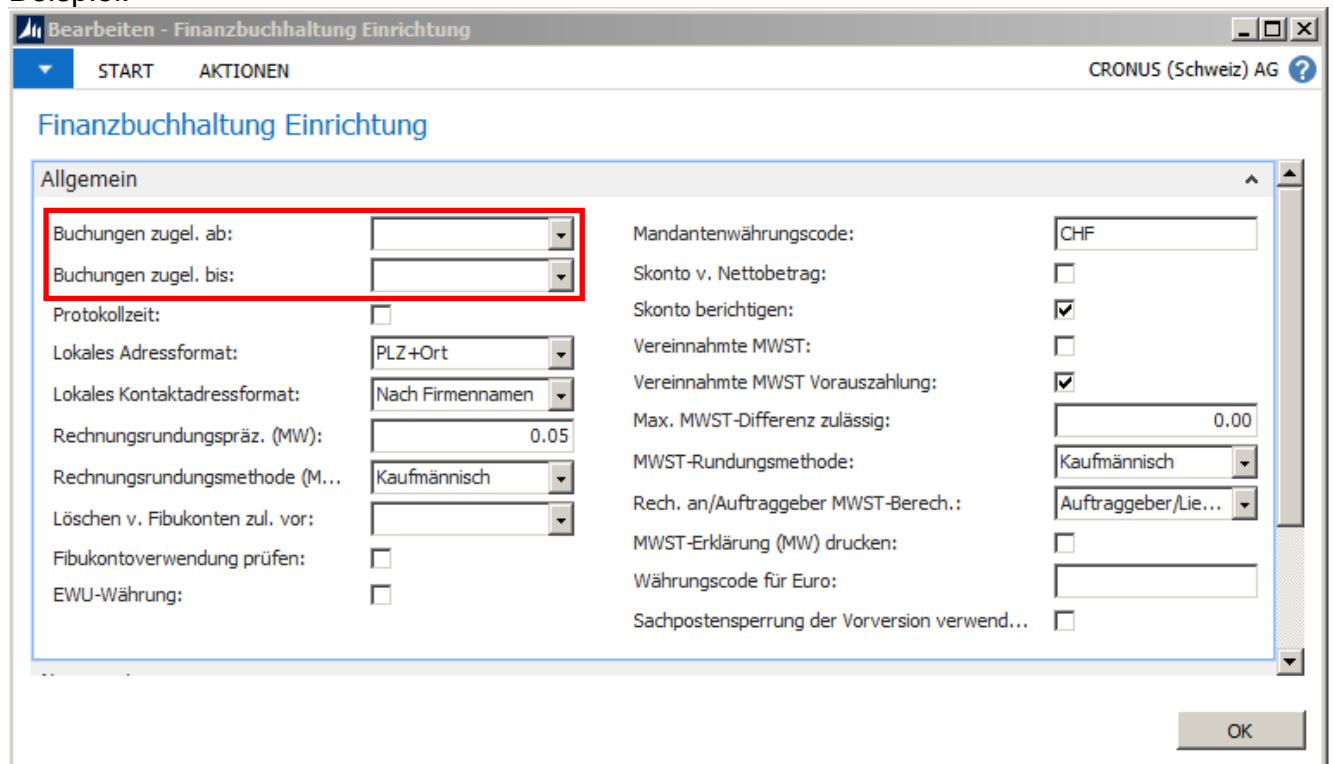 Bearbeiten - Finanzbuchhaltung Einrichtung
START AKTIONEN CRONUS (Schweiz) AG ?
Finanzbuchhaltung Einrichtung
Allgemein
Buchungen zugel. ab:
Buchungen zugel. bis:
Protokollzeit:
Lokales Adressformat: PLZ+Ort
Lokales Kontaktadressformat: Nach Firmennamen
Rechnungsrundungspräz. (MW): 0.05
Rechnungsrundungsmethode (M... Kaufmännisch
Löschen v. Fibukonten zul. vor:
Fibukontoverwendung prüfen:
EWU-Währung:
Mandantenwährungscode: CHF
Skonto v. Nettobetrag:
Skonto berichtigen:
Vereinnahmte MWST:
Vereinnahmte MWST Vorauszahlung:
Max. MWST-Differenz zulässig: 0.00
MWST-Rundungsmethode: Kaufmännisch
Rech. an/Auftraggeber MWST-Berech.: Auftraggeber/Lie...
MWST-Erklärung (MW) drucken:
Währungscode für Euro:
Sachpostensperrung der Vorversion verwend...
OK